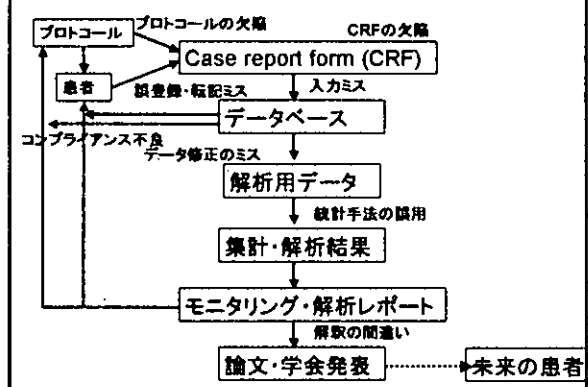 プロトコール
プロトコールの欠陥
CRFの欠陥
Case report form (CRF)
患者
誤登録・転記ミス
入力ミス
データベース
コンプライアンス不良
データ修正のミス
解析用データ
統計手法の誤用
集計・解析結果
モニタリング・解析レポート
解釈の間違い
論文・学会発表
未来の患者